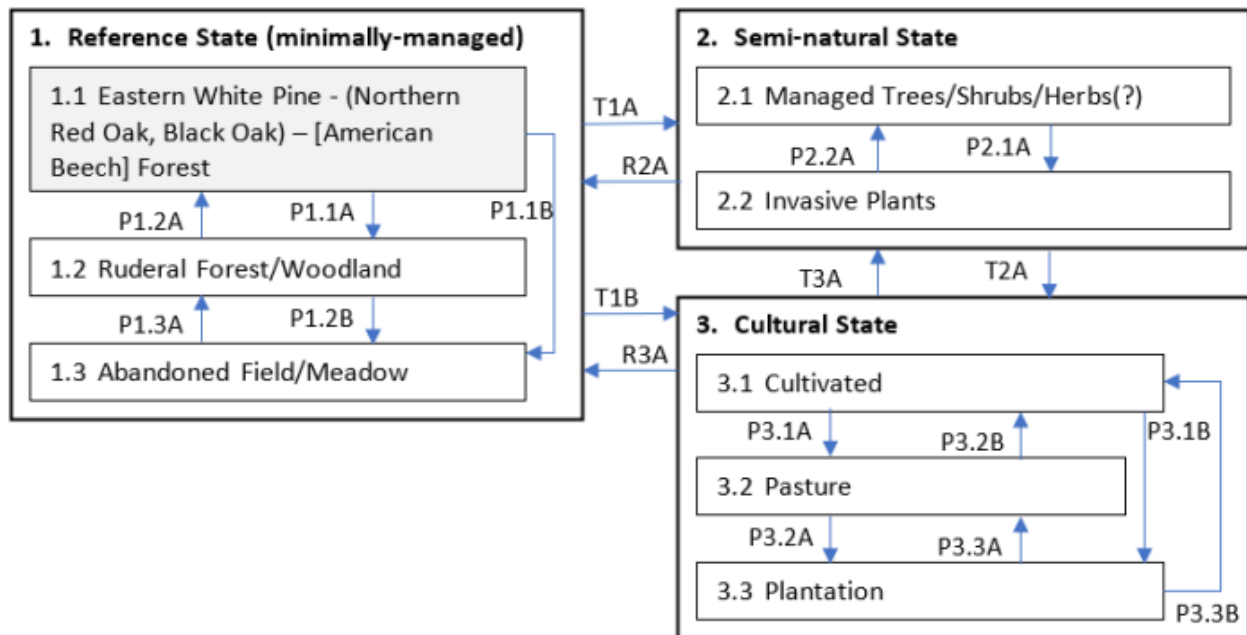 1. Reference State (minimally-managed)
1.1 Eastern White Pine - (Northern
Red Oak, Black Oak) – [American
Beech] Forest
P1.2A
P1.1A
P1.1B
1.2 Ruderal Forest/Woodland
P1.3A
P1.2B
1.3 Abandoned Field/Meadow
T1A
R2A
T1B
R3A
2. Semi-natural State
2.1 Managed Trees/Shrubs/Herbs(?)
P2.2A
P2.1A
2.2 Invasive Plants
T3A
T2A
3. Cultural State
3.1 Cultivated
P3.1A
P3.2B
P3.1B
3.2 Pasture
P3.2A
P3.3A
3.3 Plantation
P3.3B